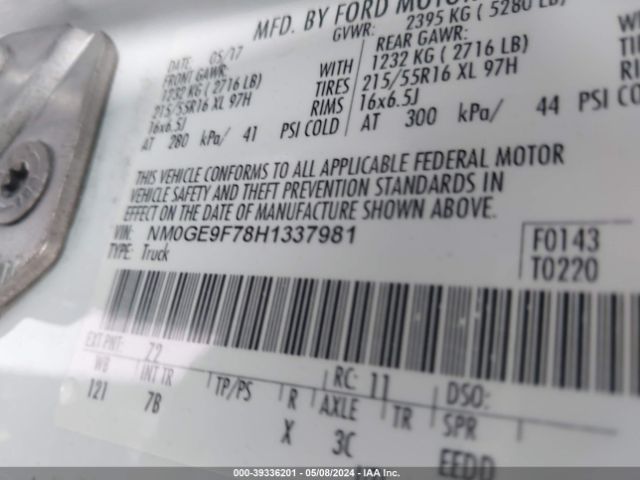 MFD. BY FORD MOTOR
GVWR: 2395 KG ( 5280 LB)
DATE: 05/17
FRONT GAWR:
1232 KG ( 2716 LB)
215/55R16 XL 97H
16x6.5J
AT 280 kPa/ 41 PSI COLD
WITH
TIRES
RIMS
REAR GAWR:
1232 KG ( 2716 LB)
215/55R16 XL 97H
16x6.5J
AT 300 kPa/ 44 PSI COLD
THIS VEHICLE CONFORMS TO ALL APPLICABLE FEDERAL MOTOR
VEHICLE SAFETY AND THEFT PREVENTION STANDARDS IN
EFFECT ON THE DATE OF MANUFACTURE SHOWN ABOVE.
VIN: NM0GE9F78H1337981
TYPE: Truck
F0143
T0220
EXT PNT: Z2
RC: 11 DSO:
WB INT TR TP/PS R AXLE TR SPR
121 7B X 3C EEDD
000-39336201 - 05/08/2024 - IAA Inc.